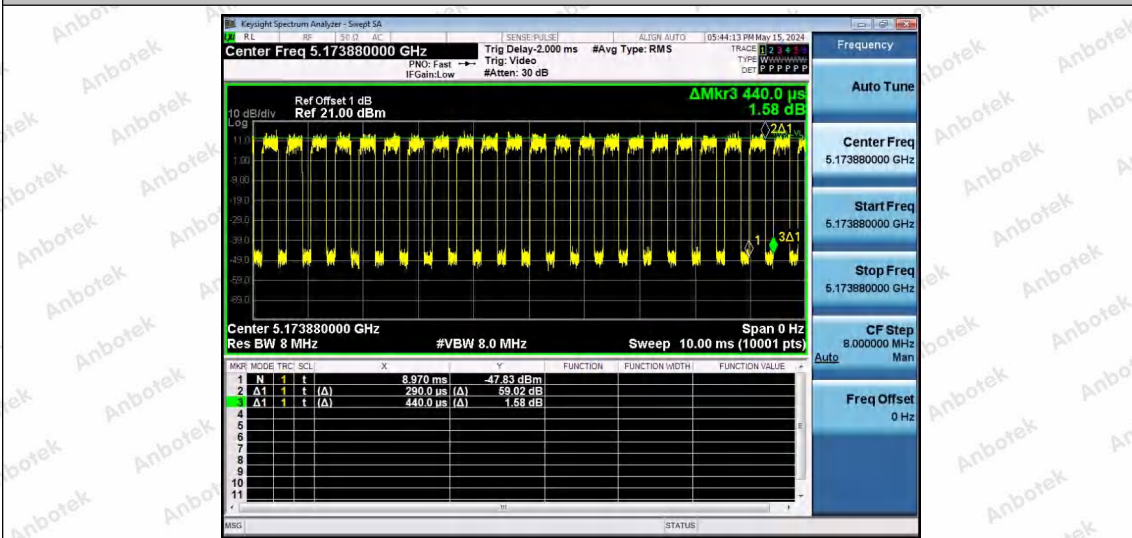 Keysight Spectrum Analyzer - Swept SA
RL RF 50 Ω AC SENSE:PULSE ALIGN AUTO 05:44:13 PM May 15, 2024
Center Freq 5.173880000 GHz
PNO: Fast
IFGain:Low
Trig Delay-2.000 ms
Trig: Video
#Atten: 30 dB
#Avg Type: RMS
TRACE 1 2 3 4 5 6
TYPE W
DET P P P P P P
ΔMkr3 440.0 µs
1.58 dB
10 dB/div
Log
Ref Offset 1 dB
Ref 21.00 dBm
11.0
1.00
-9.00
-19.0
-29.0
-39.0
-49.0
-59.0
-69.0
2Δ1
1
3Δ1
Center 5.173880000 GHz Span 0 Hz
Res BW 8 MHz #VBW 8.0 MHz Sweep 10.00 ms (10001 pts)
MKR MODE TRC SCL X Y FUNCTION FUNCTION WIDTH FUNCTION VALUE
1 N 1 t 8.970 ms -47.83 dBm
2 Δ1 1 t (Δ) 290.0 µs (Δ) 59.02 dB
3 Δ1 1 t (Δ) 440.0 µs (Δ) 1.58 dB
4
5
6
7
8
9
10
11
MSG STATUS
Frequency
Auto Tune
Center Freq
5.173880000 GHz
Start Freq
5.173880000 GHz
Stop Freq
5.173880000 GHz
CF Step
8.000000 MHz
Auto Man
Freq Offset
0 Hz
Anbotek